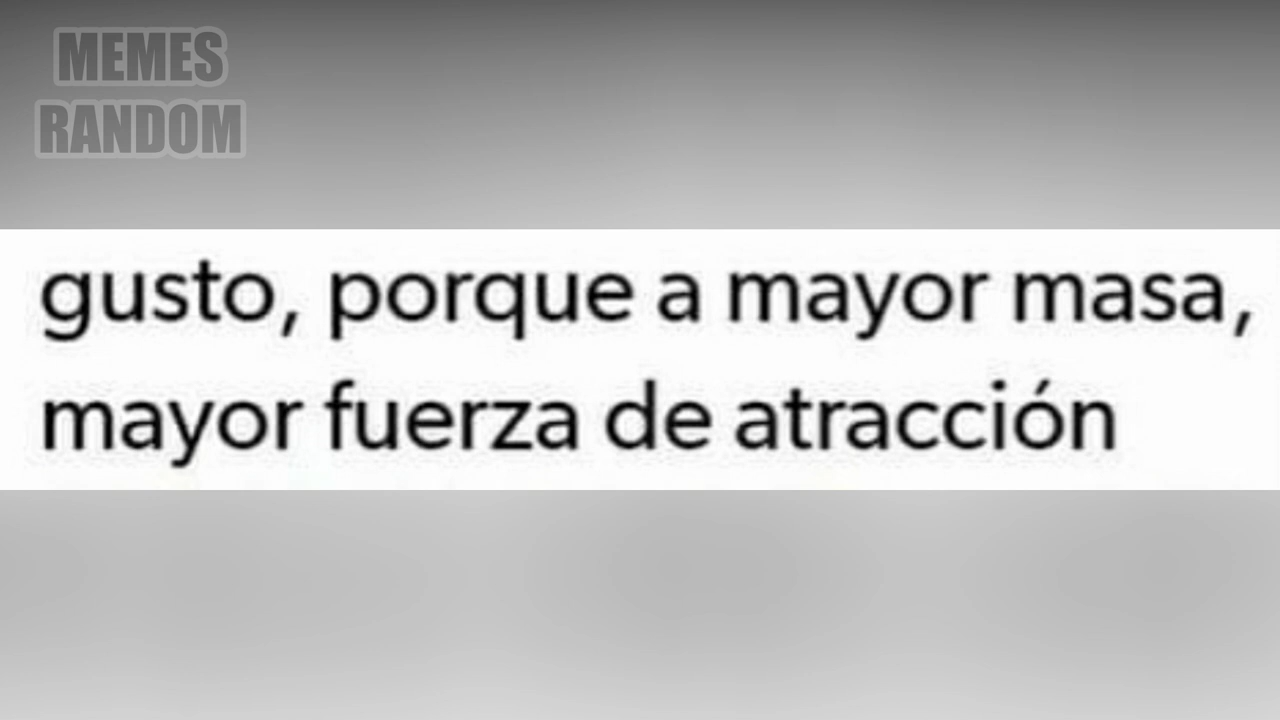 MEMES
RANDOM
gusto, porque a mayor masa,
mayor fuerza de atracción